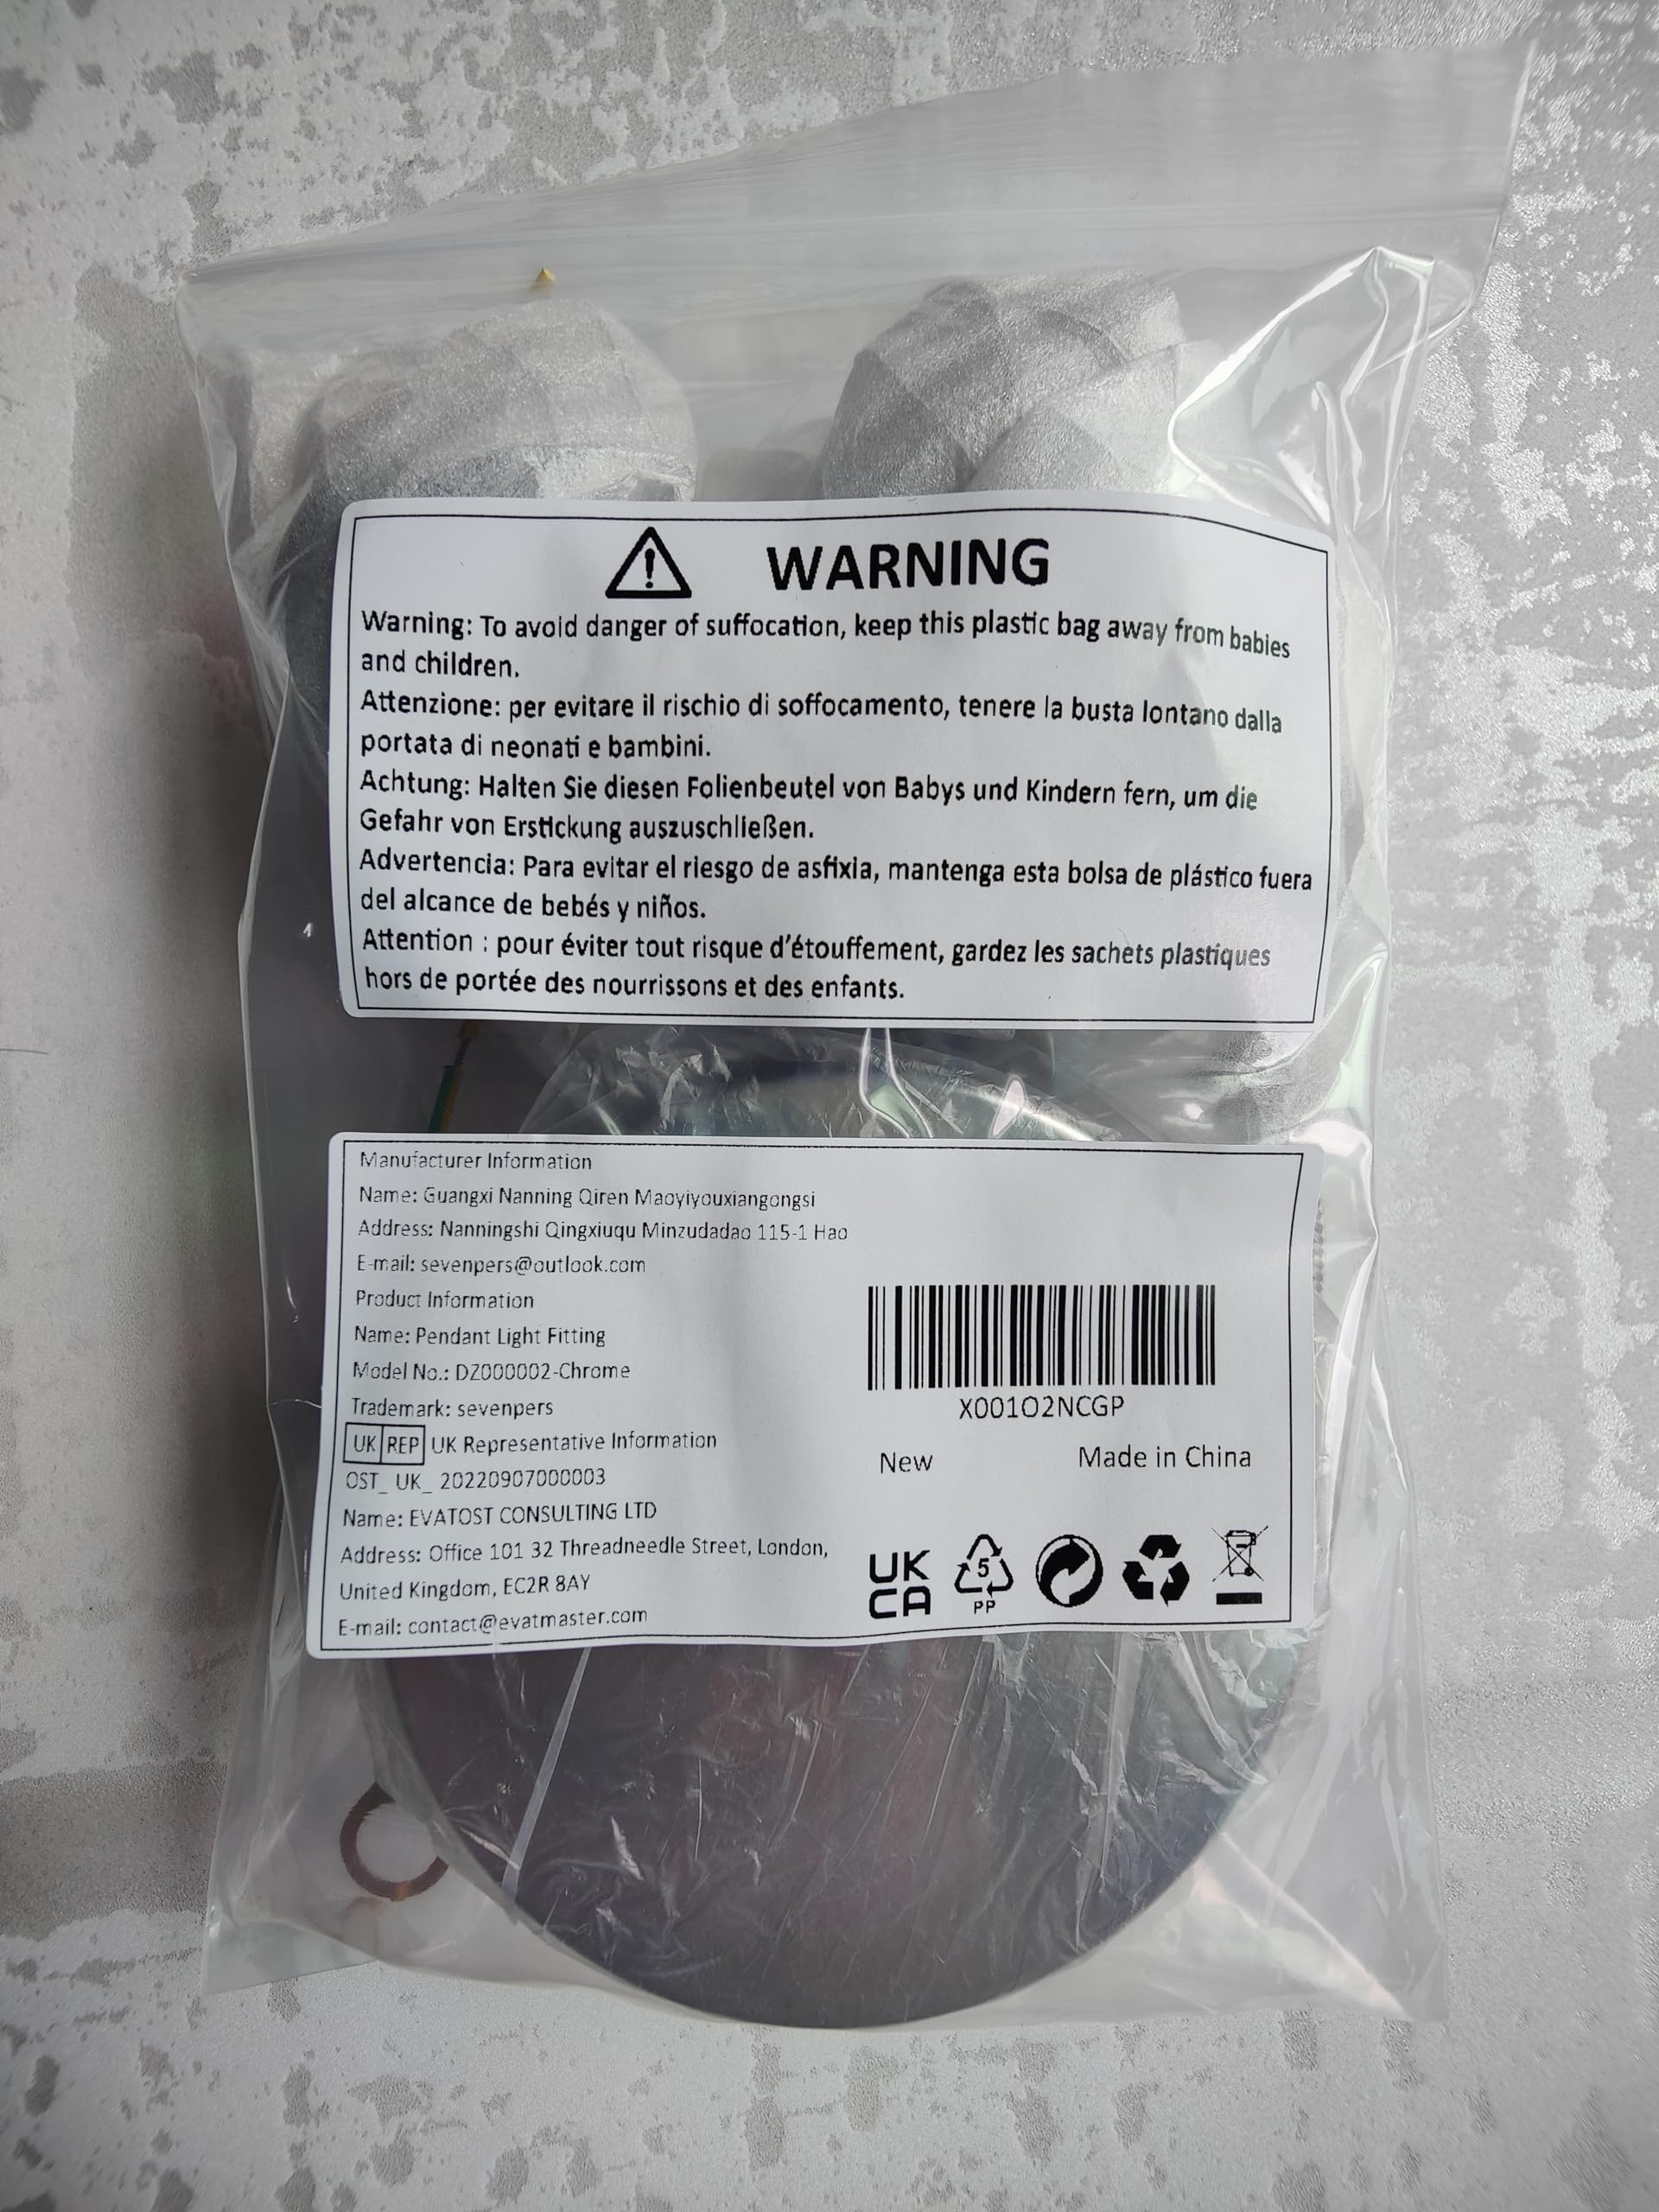 WARNING
Warning: To avoid danger of suffocation, keep this plastic bag away from babies
and children.
Attenzione: per evitare il rischio di soffocamento, tenere la busta lontano dalla
portata di neonati e bambini.
Achtung: Halten Sie diesen Folienbeutel von Babys und Kindern fern, um die
Gefahr von Erstickung auszuschließen.
Advertencia: Para evitar el riesgo de asfixia, mantenga esta bolsa de plástico fuera
del alcance de bebés y niños.
Attention : pour éviter tout risque d'étouffement, gardez les sachets plastiques
hors de portée des nourrissons et des enfants.
Manufacturer Information
Name: Guangxi Nanning Qiren Maoyiyouxiangongsi
Address: Nanningshi Qingxiuqu Minzudadao 115-1 Hao
E-mail: sevenpers@outlook.com
Product Information
Name: Pendant Light Fitting
Model No.: DZ000002-Chrome
Trademark: sevenpers
UK REP UK Representative Information
OST_ UK_ 20220907000003
Name: EVATOST CONSULTING LTD
Address: Office 101 32 Threadneedle Street, London,
United Kingdom, EC2R 8AY
E-mail: contact@evatmaster.com
X001O2NCGP
New Made in China
UK
CA
5
PP